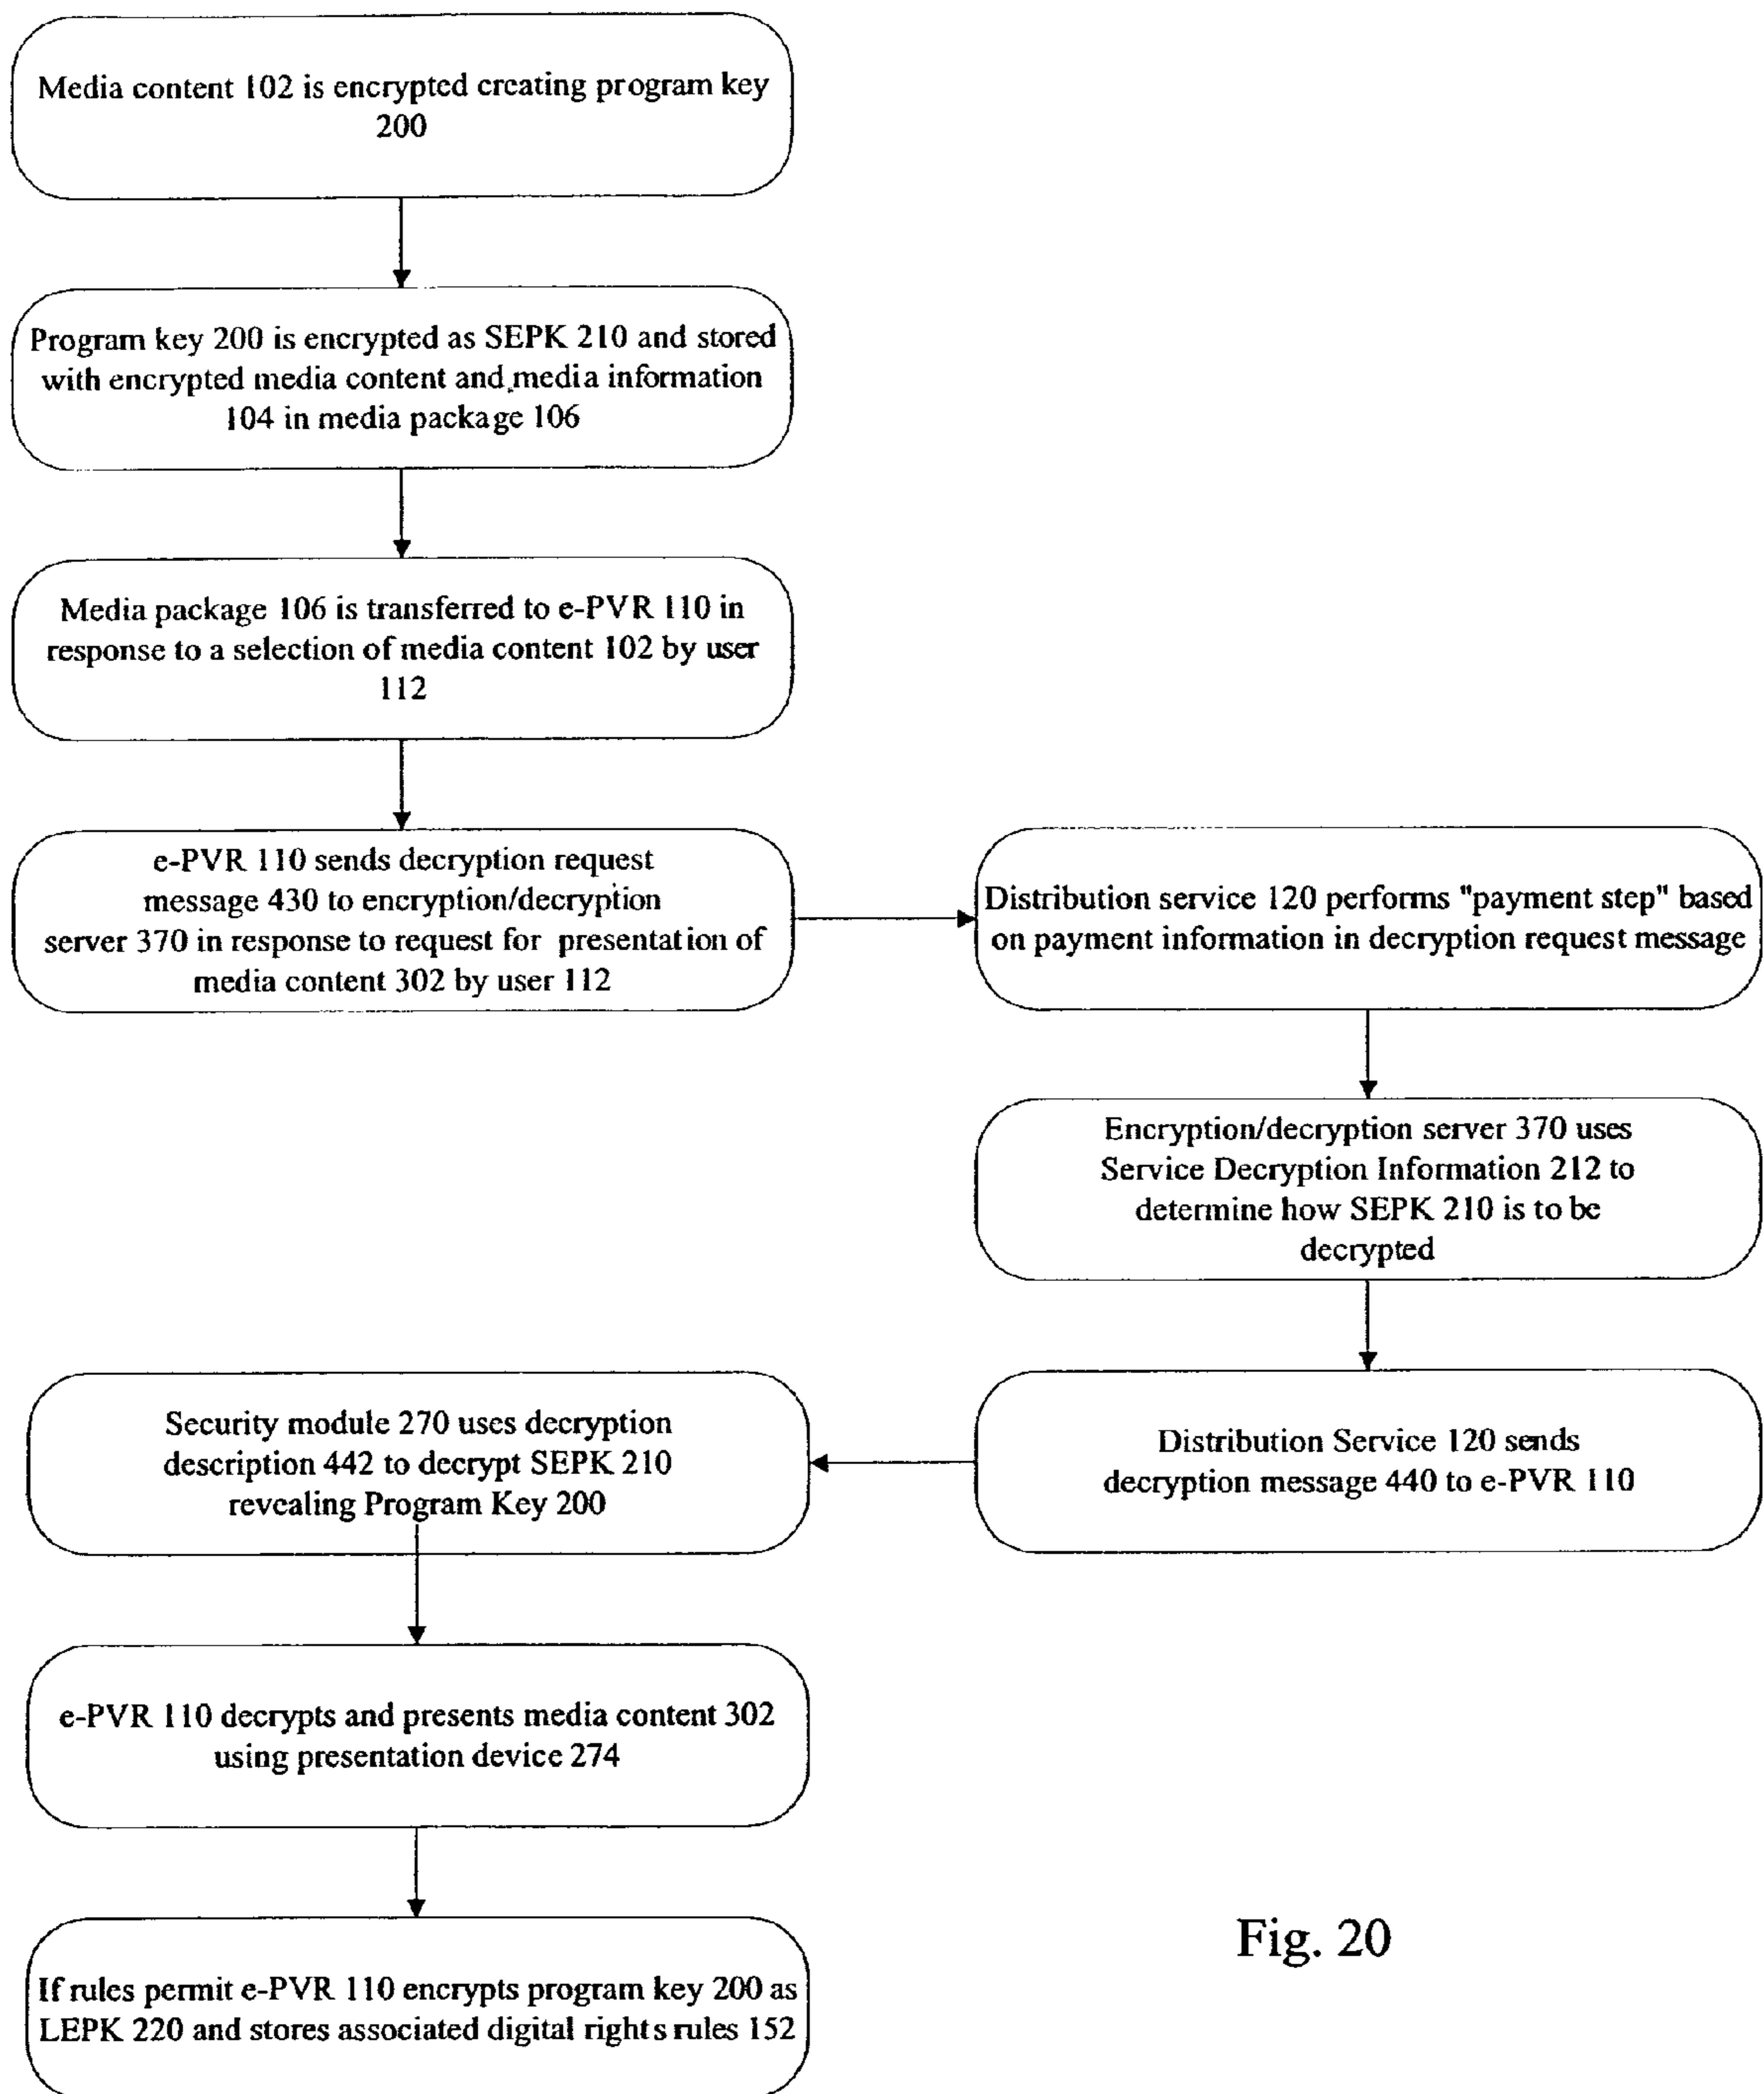 Media content 102 is encrypted creating program key
200
Program key 200 is encrypted as SEPK 210 and stored
with encrypted media content and media information
104 in media package 106
Media package 106 is transferred to e-PVR 110 in
response to a selection of media content 102 by user
112
e-PVR 110 sends decryption request
message 430 to encryption/decryption
server 370 in response to request for presentation of
media content 302 by user 112
Distribution service 120 performs "payment step" based
on payment information in decryption request message
Encryption/decryption server 370 uses
Service Decryption Information 212 to
determine how SEPK 210 is to be
decrypted
Distribution Service 120 sends
decryption message 440 to e-PVR 110
Security module 270 uses decryption
description 442 to decrypt SEPK 210
revealing Program Key 200
e-PVR 110 decrypts and presents media content 302
using presentation device 274
If rules permit e-PVR 110 encrypts program key 200 as
LEPK 220 and stores associated digital rights rules 152
Fig. 20